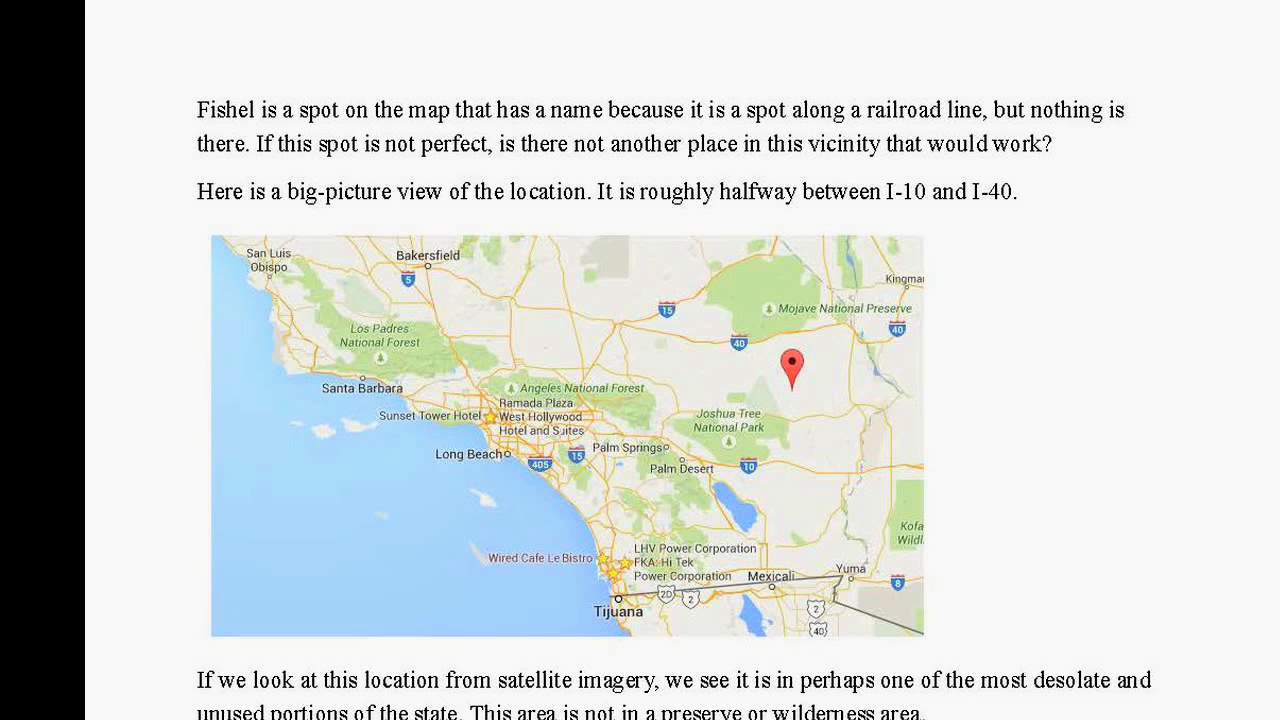 Fishel is a spot on the map that has a name because it is a spot along a railroad line, but nothing is
there. If this spot is not perfect, is there not another place in this vicinity that would work?
Here is a big-picture view of the location. It is roughly halfway between I-10 and I-40.
San Luis
Obispo
Bakersfield
5
Kingma
15
Mojave National Preserve
40
40
Los Padres
National Forest
Santa Barbara
Angeles National Forest
Ramada Plaza
Sunset Tower Hotel
West Hollywood
Hotel and Suites
Joshua Tree
National Park
Long Beach
405
15
Palm Springs
Palm Desert
10
Kofa
Wildl
Wired Cafe Le Bistro
LHV Power Corporation
FKA: Hi Tek
Power Corporation
Mexicali
Yuma
8
2D
2
2
40
Tijuana
If we look at this location from satellite imagery, we see it is in perhaps one of the most desolate and
unused portions of the state. This area is not in a preserve or wilderness area.